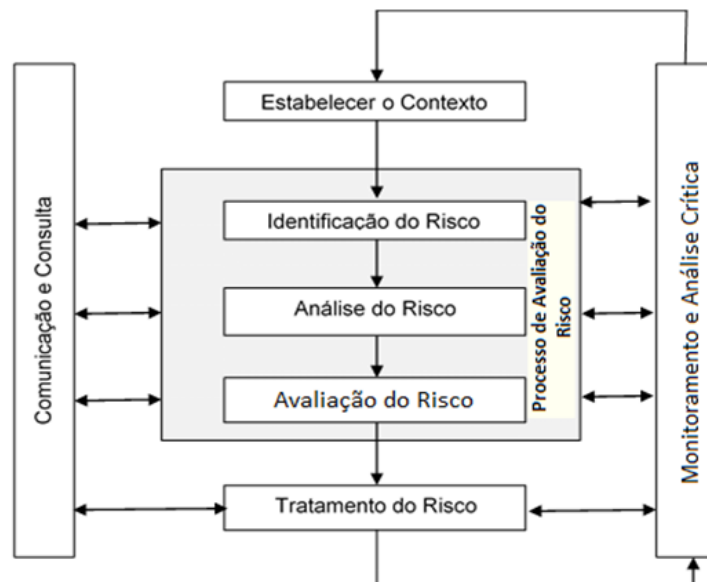 Estabelecer o Contexto
Comunicação e Consulta
Identificação do Risco
Análise do Risco
Avaliação do Risco
Processo de Avaliação do
Risco
Tratamento do Risco
Monitoramento e Análise Crítica